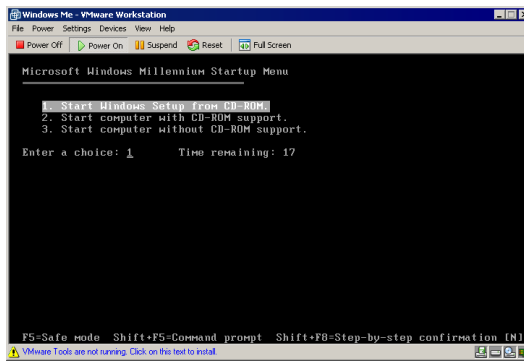 Windows Me - VMware Workstation
File Power Settings Devices View Help
Power Off Power On Suspend Reset Full Screen
Microsoft Windows Millennium Startup Menu
1. Start Windows Setup from CD-ROM.
2. Start computer with CD-ROM support.
3. Start computer without CD-ROM support.
Enter a choice: 1 Time remaining: 17
F5=Safe mode Shift+F5=Command prompt Shift+F8=Step-by-step confirmation [N]
VMware Tools are not running. Click on this text to install.